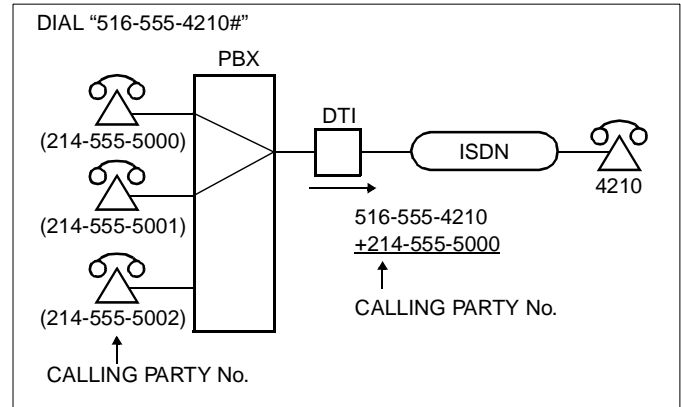 DIAL “516-555-4210#”
PBX
DTI
(214-555-5000)
ISDN
4210
(214-555-5001)
516-555-4210
+214-555-5000
(214-555-5002)
CALLING PARTY No.
CALLING PARTY No.